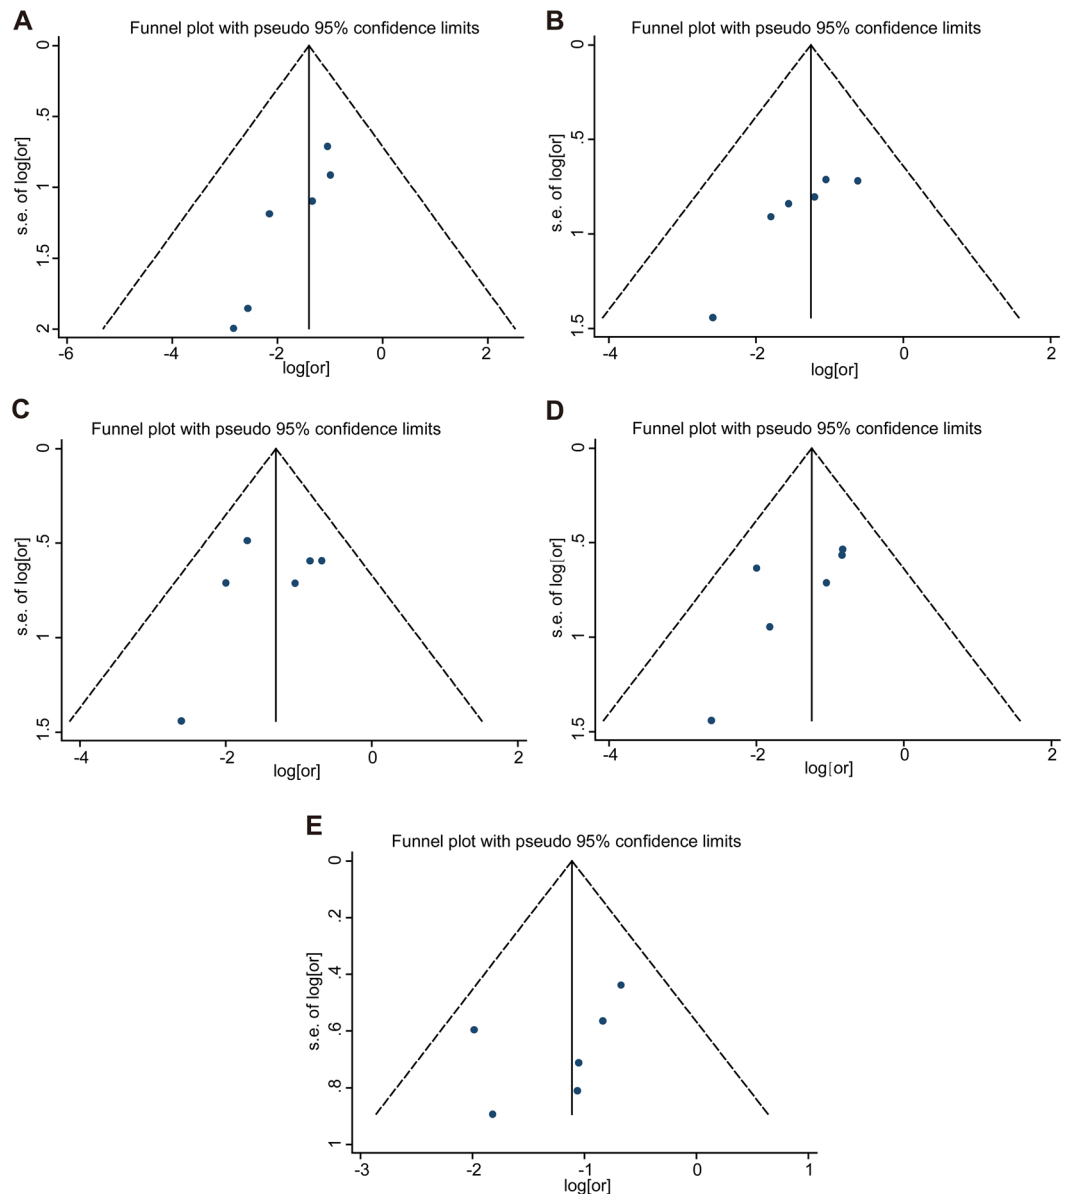 A
Funnel plot with pseudo 95% confidence limits
0
.5
1
1.5
2
s.e. of log[or]
-6
-4
-2
0
2
log[or]
B
Funnel plot with pseudo 95% confidence limits
0
.5
1
1.5
s.e. of log[or]
-4
-2
0
2
log[or]
C
Funnel plot with pseudo 95% confidence limits
0
.5
1
1.5
s.e. of log[or]
-4
-2
0
2
log[or]
D
Funnel plot with pseudo 95% confidence limits
0
.5
1
1.5
s.e. of log[or]
-4
-2
0
2
log[or]
E
Funnel plot with pseudo 95% confidence limits
0
.2
.4
.6
.8
1
s.e. of log[or]
-3
-2
-1
0
1
log[or]